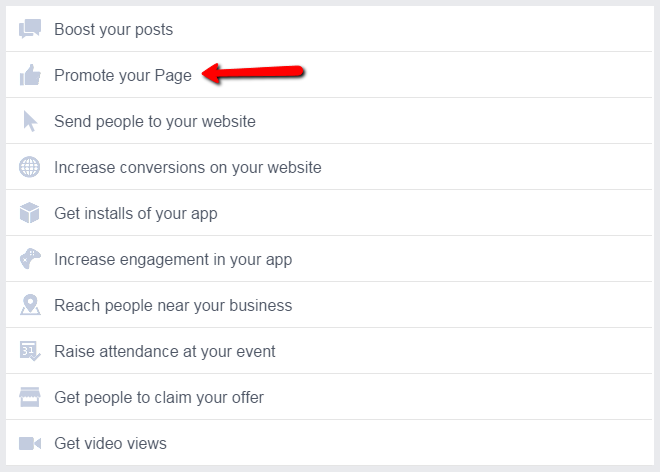 Boost your posts
Promote your Page
Send people to your website
Increase conversions on your website
Get installs of your app
Increase engagement in your app
Reach people near your business
31
Raise attendance at your event
Get people to claim your offer
Get video views